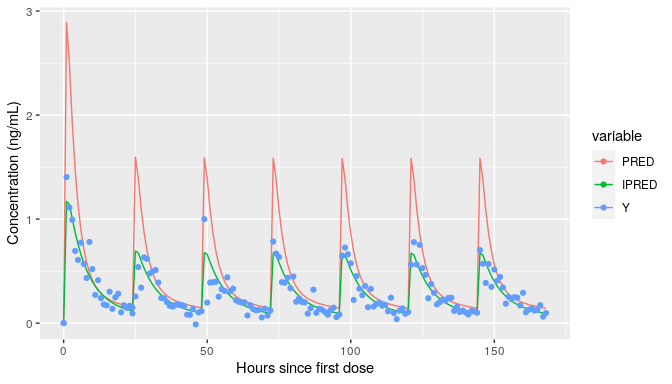 3
2
1
0
Concentration (ng/mL)
0
50
100
150
Hours since first dose
variable
PRED
IPRED
Y